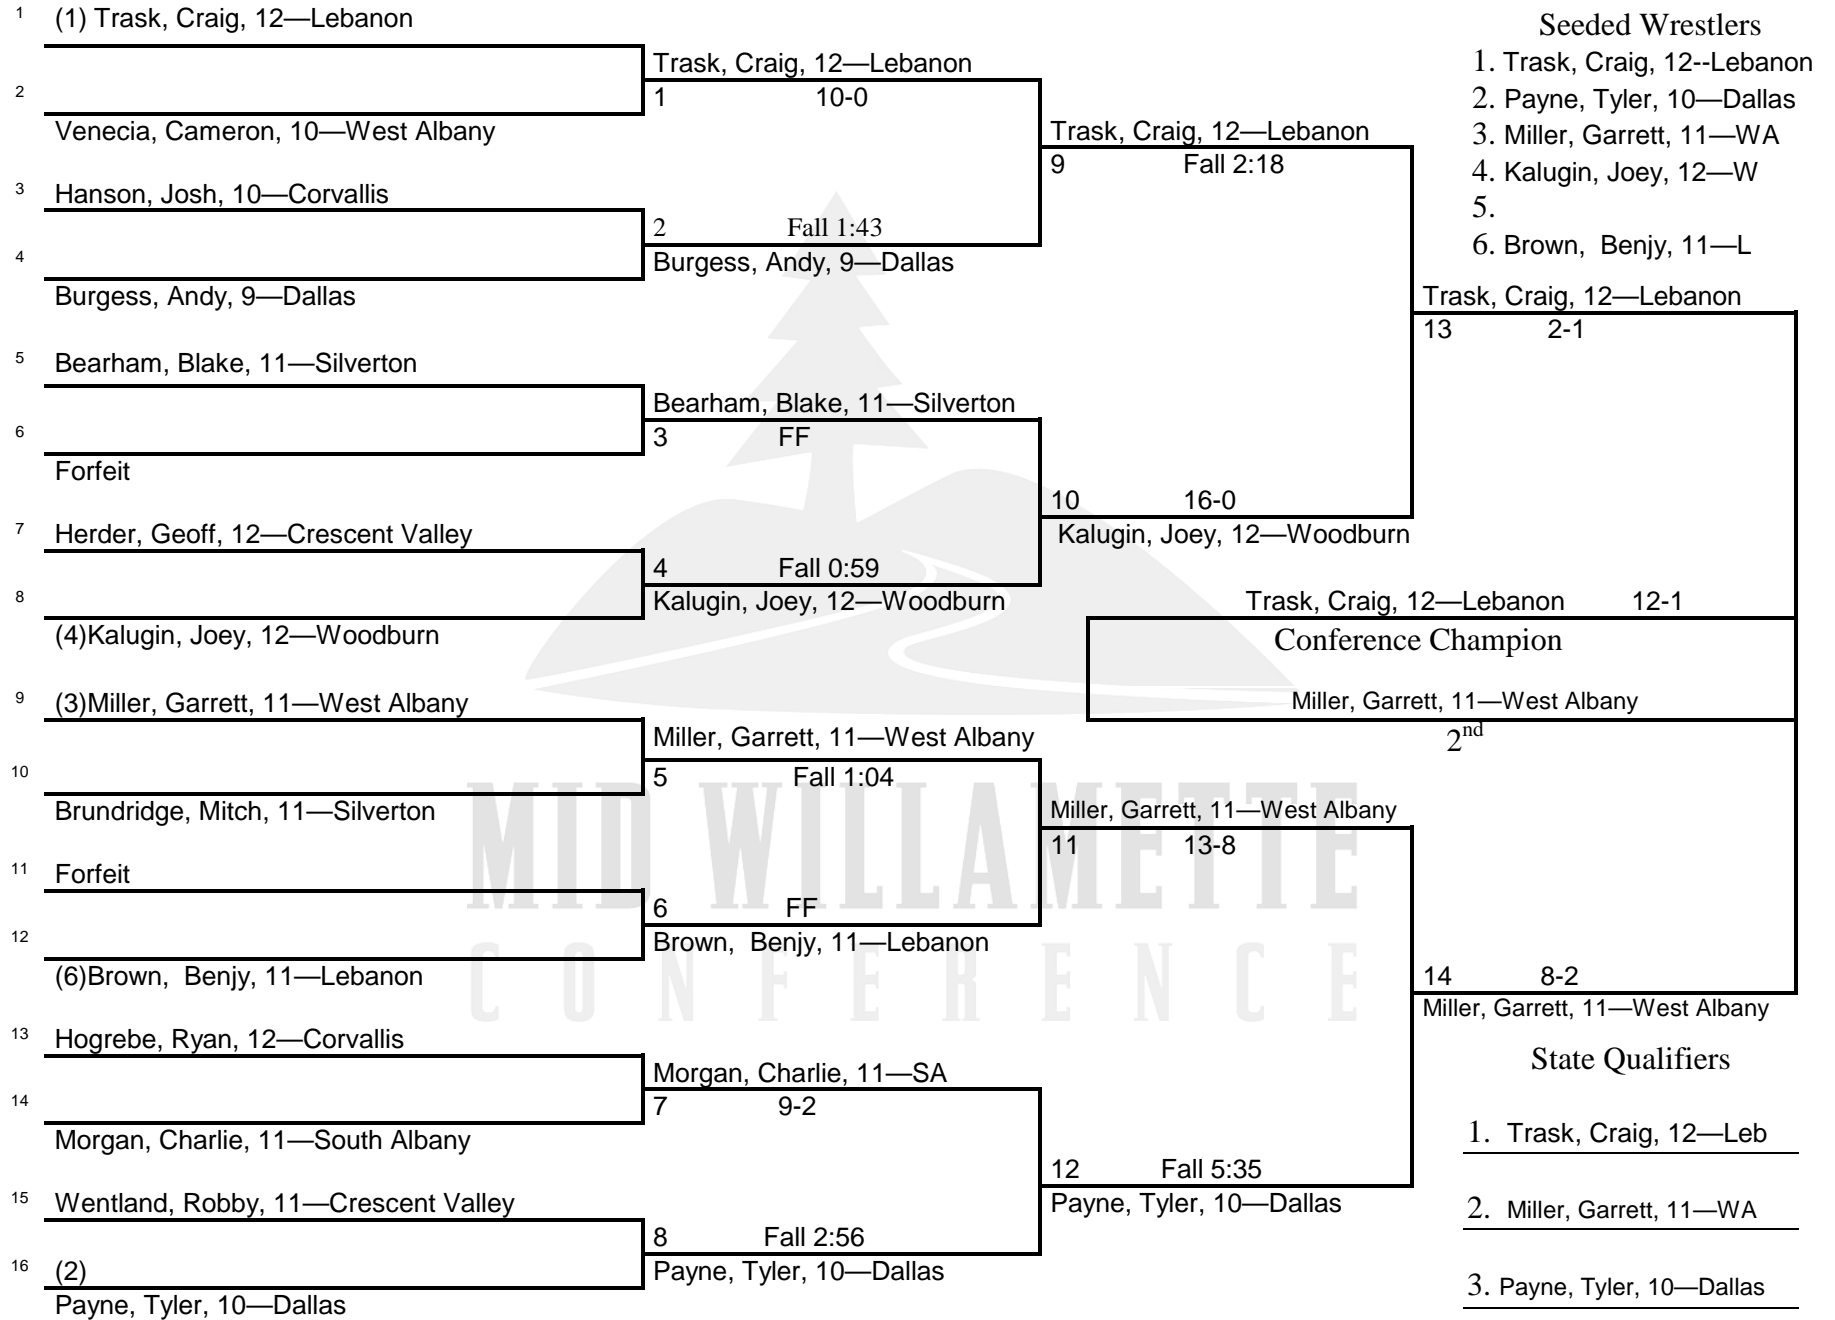 1 (1) Trask, Craig, 12—Lebanon
2
Venecia, Cameron, 10—West Albany
3 Hanson, Josh, 10—Corvallis
4
Burgess, Andy, 9—Dallas
5 Bearham, Blake, 11—Silverton
6
Forfeit
7 Herder, Geoff, 12—Crescent Valley
8
(4)Kalugin, Joey, 12—Woodburn
9 (3)Miller, Garrett, 11—West Albany
10
Brundridge, Mitch, 11—Silverton
11 Forfeit
12
(6)Brown,  Benjy, 11—Lebanon
13 Hogrebe, Ryan, 12—Corvallis
14
Morgan, Charlie, 11—South Albany
15 Wentland, Robby, 11—Crescent Valley
16 (2)
Payne, Tyler, 10—Dallas
Trask, Craig, 12—Lebanon
1 10-0
2 Fall 1:43
Burgess, Andy, 9—Dallas
Bearham, Blake, 11—Silverton
3 FF
4 Fall 0:59
Kalugin, Joey, 12—Woodburn
Miller, Garrett, 11—West Albany
5 Fall 1:04
6 FF
Brown,  Benjy, 11—Lebanon
Morgan, Charlie, 11—SA
7 9-2
8 Fall 2:56
Payne, Tyler, 10—Dallas
Trask, Craig, 12—Lebanon
9 Fall 2:18
10 16-0
Kalugin, Joey, 12—Woodburn
Miller, Garrett, 11—West Albany
11 13-8
12 Fall 5:35
Payne, Tyler, 10—Dallas
Trask, Craig, 12—Lebanon
13 2-1
14 8-2
Miller, Garrett, 11—West Albany
Trask, Craig, 12—Lebanon 12-1
Conference Champion
Miller, Garrett, 11—West Albany
2nd
Seeded Wrestlers
1. Trask, Craig, 12--Lebanon
2. Payne, Tyler, 10—Dallas
3. Miller, Garrett, 11—WA
4. Kalugin, Joey, 12—W
5.
6. Brown,  Benjy, 11—L
State Qualifiers
1. Trask, Craig, 12—Leb
2. Miller, Garrett, 11—WA
3. Payne, Tyler, 10—Dallas
MID WILLAMETTE
CONFERENCE